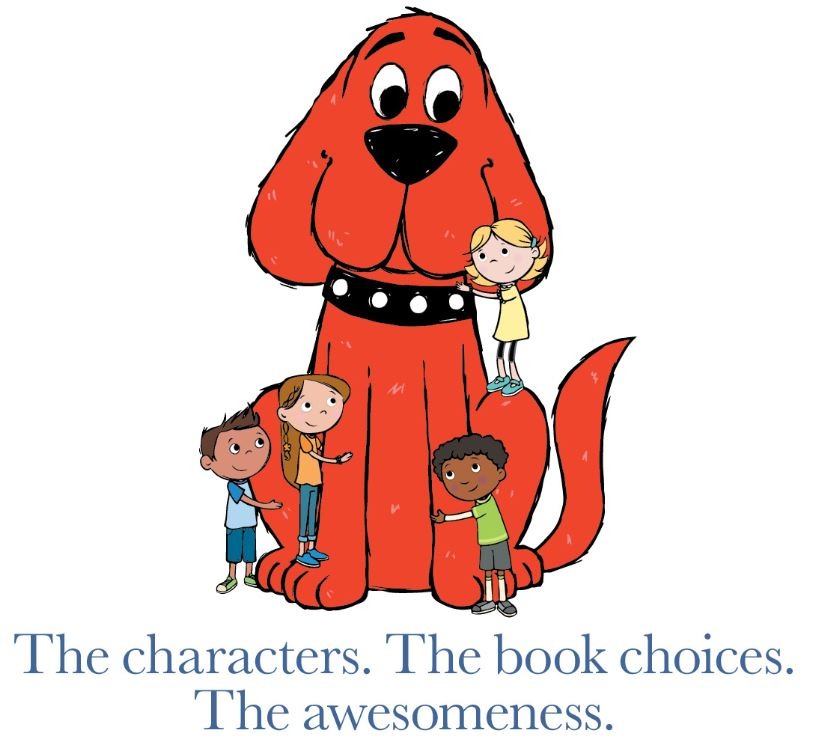 The characters. The book choices.
The awesomeness.